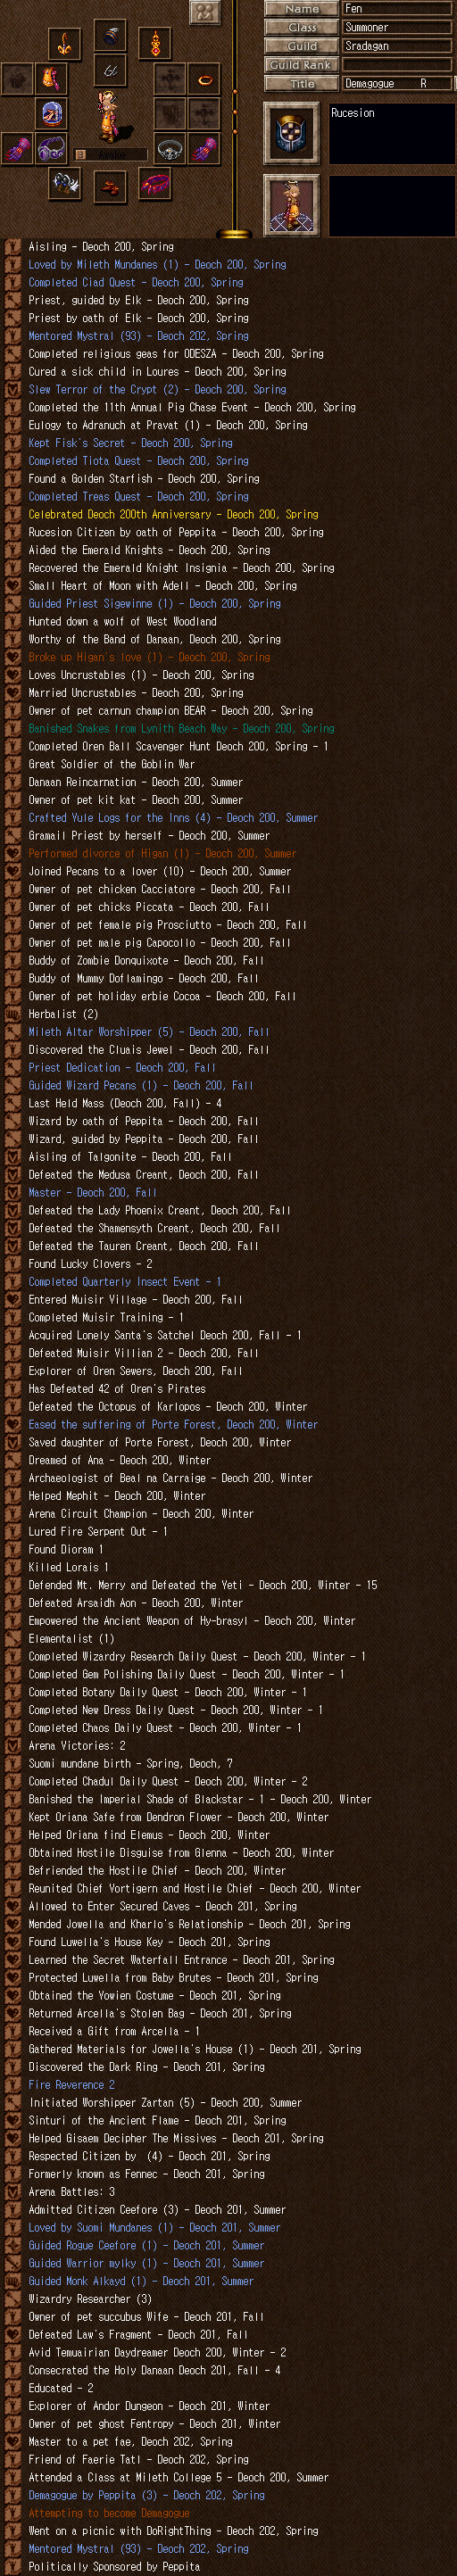 Name
Fen
Class
Summoner
Guild
Sradagan
Guild Rank
Title
Demagogue R
Rucesion
Awake
Aisling - Deoch 200, Spring
Loved by Mileth Mundanes (1) - Deoch 200, Spring
Completed Ciad Quest - Deoch 200, Spring
Priest, guided by Elk - Deoch 200, Spring
Priest by oath of Elk - Deoch 200, Spring
Mentored Mystral (93) - Deoch 202, Spring
Completed religious geas for ODESZA - Deoch 200, Spring
Cured a sick child in Loures - Deoch 200, Spring
Slew Terror of the Crypt (2) - Deoch 200, Spring
Completed the 11th Annual Pig Chase Event - Deoch 200, Spring
Eulogy to Adranuch at Pravat (1) - Deoch 200, Spring
Kept Fisk's Secret - Deoch 200, Spring
Completed Tiota Quest - Deoch 200, Spring
Found a Golden Starfish - Deoch 200, Spring
Completed Treas Quest - Deoch 200, Spring
Celebrated Deoch 200th Anniversary - Deoch 200, Spring
Rucesion Citizen by oath of Peppita - Deoch 200, Spring
Aided the Emerald Knights - Deoch 200, Spring
Recovered the Emerald Knight Insignia - Deoch 200, Spring
Small Heart of Moon with Adell - Deoch 200, Spring
Guided Priest Sigewinne (1) - Deoch 200, Spring
Hunted down a wolf of West Woodland
Worthy of the Band of Danaan, Deoch 200, Spring
Broke up Higan's love (1) - Deoch 200, Spring
Loves Uncrustables (1) - Deoch 200, Spring
Married Uncrustables - Deoch 200, Spring
Owner of pet carnun champion BEAR - Deoch 200, Spring
Banished Snakes from Lynith Beach Way - Deoch 200, Spring
Completed Oren Ball Scavenger Hunt Deoch 200, Spring - 1
Great Soldier of the Goblin War
Danaan Reincarnation - Deoch 200, Summer
Owner of pet kit kat - Deoch 200, Summer
Crafted Yule Logs for the Inns (4) - Deoch 200, Summer
Gramail Priest by herself - Deoch 200, Summer
Performed divorce of Higan (1) - Deoch 200, Summer
Joined Pecans to a lover (10) - Deoch 200, Summer
Owner of pet chicken Cacciatore - Deoch 200, Fall
Owner of pet chicks Piccata - Deoch 200, Fall
Owner of pet female pig Prosciutto - Deoch 200, Fall
Owner of pet male pig Capocollo - Deoch 200, Fall
Buddy of Zombie Donquixote - Deoch 200, Fall
Buddy of Mummy Doflamingo - Deoch 200, Fall
Owner of pet holiday erbie Cocoa - Deoch 200, Fall
Herbalist (2)
Mileth Altar Worshipper (5) - Deoch 200, Fall
Discovered the Cluais Jewel - Deoch 200, Fall
Priest Dedication - Deoch 200, Fall
Guided Wizard Pecans (1) - Deoch 200, Fall
Last Held Mass (Deoch 200, Fall) - 4
Wizard by oath of Peppita - Deoch 200, Fall
Wizard, guided by Peppita - Deoch 200, Fall
Aisling of Talgonite - Deoch 200, Fall
Defeated the Medusa Creant, Deoch 200, Fall
Master - Deoch 200, Fall
Defeated the Lady Phoenix Creant, Deoch 200, Fall
Defeated the Shamensyth Creant, Deoch 200, Fall
Defeated the Tauren Creant, Deoch 200, Fall
Found Lucky Clovers - 2
Completed Quarterly Insect Event - 1
Entered Muisir Village - Deoch 200, Fall
Completed Muisir Training - 1
Acquired Lonely Santa's Satchel Deoch 200, Fall - 1
Defeated Muisir Villian 2 - Deoch 200, Fall
Explorer of Oren Sewers, Deoch 200, Fall
Has Defeated 42 of Oren's Pirates
Defeated the Octopus of Karlopos - Deoch 200, Winter
Eased the suffering of Porte Forest, Deoch 200, Winter
Saved daughter of Porte Forest, Deoch 200, Winter
Dreamed of Ana - Deoch 200, Winter
Archaeologist of Beal na Carraige - Deoch 200, Winter
Helped Mephit - Deoch 200, Winter
Arena Circuit Champion - Deoch 200, Winter
Lured Fire Serpent Out - 1
Found Dioram 1
Killed Lorais 1
Defended Mt. Merry and Defeated the Yeti - Deoch 200, Winter - 15
Defeated Arsaidh Aon - Deoch 200, Winter
Empowered the Ancient Weapon of Hy-brasyl - Deoch 200, Winter
Elementalist (1)
Completed Wizardry Research Daily Quest - Deoch 200, Winter - 1
Completed Gem Polishing Daily Quest - Deoch 200, Winter - 1
Completed Botany Daily Quest - Deoch 200, Winter - 1
Completed New Dress Daily Quest - Deoch 200, Winter - 1
Completed Chaos Daily Quest - Deoch 200, Winter - 1
Arena Victories: 2
Suomi mundane birth - Spring, Deoch, 7
Completed Chadul Daily Quest - Deoch 200, Winter - 2
Banished the Imperial Shade of Blackstar - 1 - Deoch 200, Winter
Kept Oriana Safe from Dendron Flower - Deoch 200, Winter
Helped Oriana find Elemus - Deoch 200, Winter
Obtained Hostile Disguise from Glenna - Deoch 200, Winter
Befriended the Hostile Chief - Deoch 200, Winter
Reunited Chief Vortigern and Hostile Chief - Deoch 200, Winter
Allowed to Enter Secured Caves - Deoch 201, Spring
Mended Jowella and Kharlo's Relationship - Deoch 201, Spring
Found Luwella's House Key - Deoch 201, Spring
Learned the Secret Waterfall Entrance - Deoch 201, Spring
Protected Luwella from Baby Brutes - Deoch 201, Spring
Obtained the Yowien Costume - Deoch 201, Spring
Returned Arcella's Stolen Bag - Deoch 201, Spring
Received a Gift from Arcella - 1
Gathered Materials for Jowella's House (1) - Deoch 201, Spring
Discovered the Dark Ring - Deoch 201, Spring
Fire Reverence 2
Initiated Worshipper Zartan (5) - Deoch 200, Summer
Sinturi of the Ancient Flame - Deoch 201, Spring
Helped Gisaem Decipher The Missives - Deoch 201, Spring
Respected Citizen by (4) - Deoch 201, Spring
Formerly known as Fennec - Deoch 201, Spring
Arena Battles: 3
Admitted Citizen Ceefore (3) - Deoch 201, Summer
Loved by Suomi Mundanes (1) - Deoch 201, Summer
Guided Rogue Ceefore (1) - Deoch 201, Summer
Guided Warrior mylky (1) - Deoch 201, Summer
Guided Monk Alkayd (1) - Deoch 201, Summer
Wizardry Researcher (3)
Owner of pet succubus Wife - Deoch 201, Fall
Defeated Law's Fragment - Deoch 201, Fall
Avid Temuairian Daydreamer Deoch 200, Winter - 2
Consecrated the Holy Danaan Deoch 201, Fall - 4
Educated - 2
Explorer of Andor Dungeon - Deoch 201, Winter
Owner of pet ghost Fentropy - Deoch 201, Winter
Master to a pet fae, Deoch 202, Spring
Friend of Faerie Tatl - Deoch 202, Spring
Attended a Class at Mileth College 5 - Deoch 200, Summer
Demagogue by Peppita (3) - Deoch 202, Spring
Attempting to become Demagogue
Went on a picnic with DoRightThing - Deoch 202, Spring
Mentored Mystral (93) - Deoch 202, Spring
Politically Sponsored by Peppita